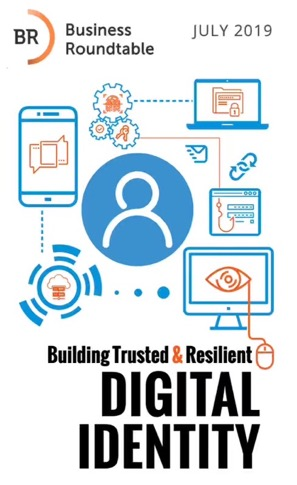 BR
Business
Roundtable
JULY 2019
Building Trusted & Resilient
DIGITAL
IDENTITY